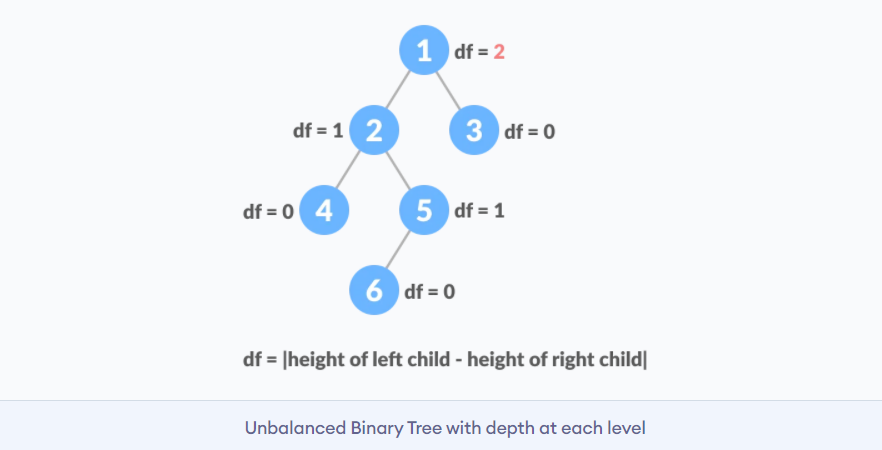 1 df = 2
df = 1 2 3 df = 0
df = 0 4 5 df = 1
6 df = 0
df = |height of left child - height of right child|
Unbalanced Binary Tree with depth at each level